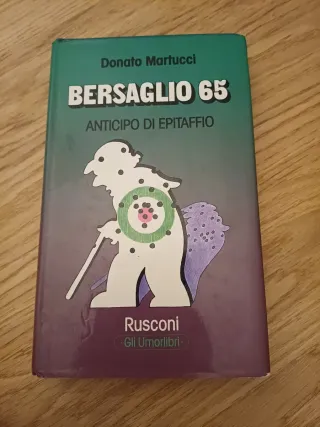 Donato Martucci
BERSAGLIO 65
ANTICIPO DI EPITAFFIO
Rusconi
Gli Umorlibri